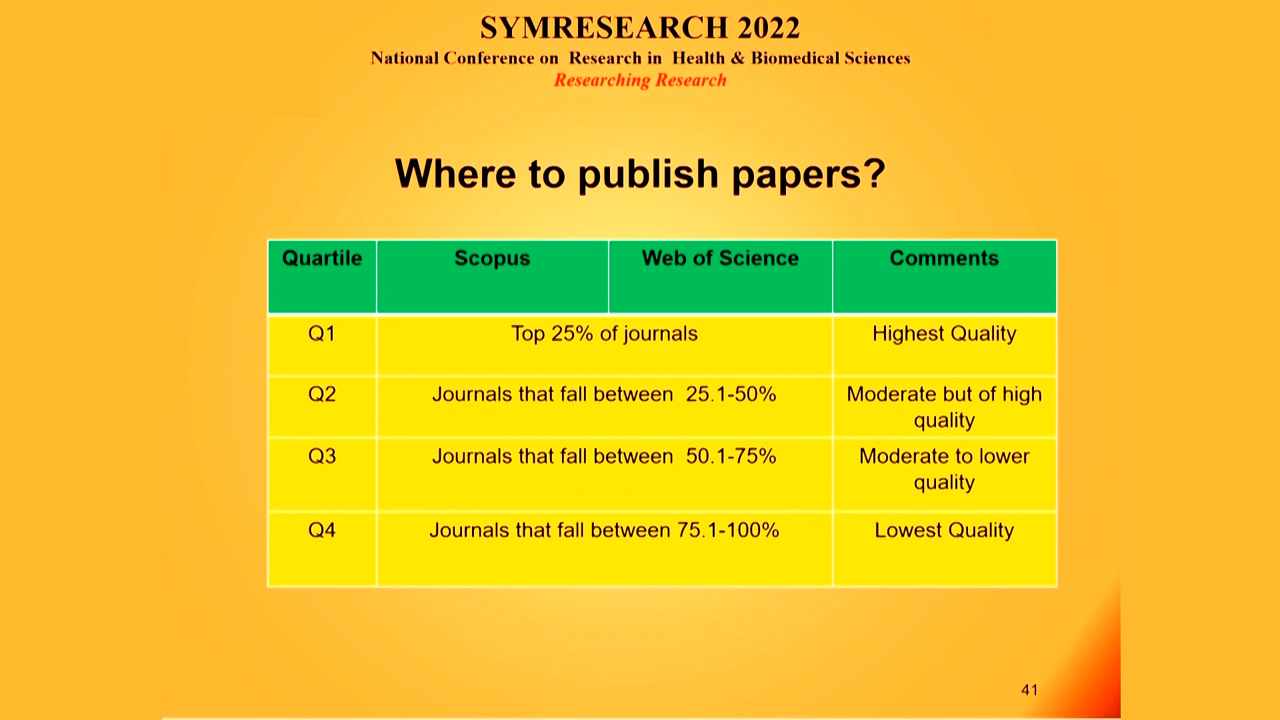 SYMRESEARCH 2022
National Conference on Research in Health & Biomedical Sciences
Researching Research
Where to publish papers?
Quartile Scopus Web of Science Comments
Q1 Top 25% of journals Highest Quality
Q2 Journals that fall between 25.1-50% Moderate but of high
quality
Q3 Journals that fall between 50.1-75% Moderate to lower
quality
Q4 Journals that fall between 75.1-100% Lowest Quality
41